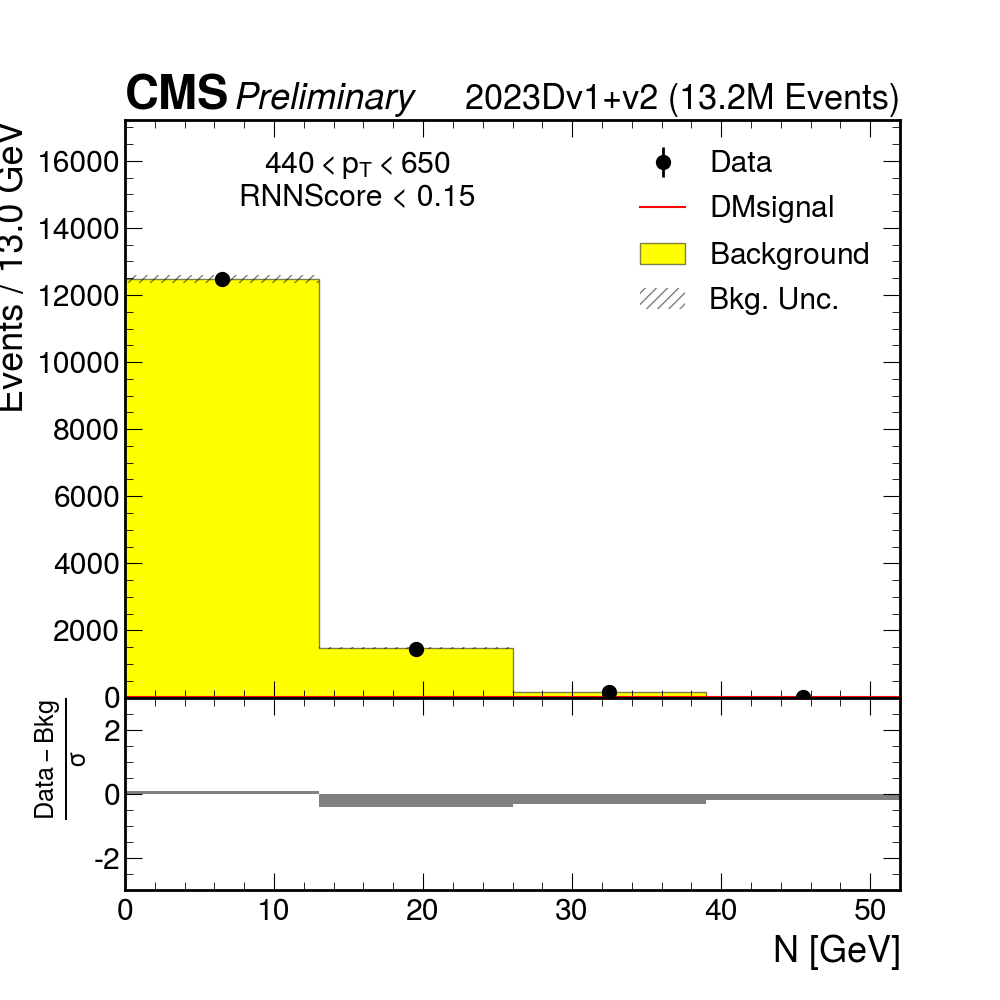 CMS Preliminary 2023Dv1+v2 (13.2M Events)
Events / 13.0 GeV
16000
14000
12000
10000
8000
6000
4000
2000
0
440 < pT < 650
RNNScore < 0.15
Data
DMsignal
Background
Bkg. Unc.
Data – Bkg
σ
2
0
-2
0 10 20 30 40 50
N [GeV]